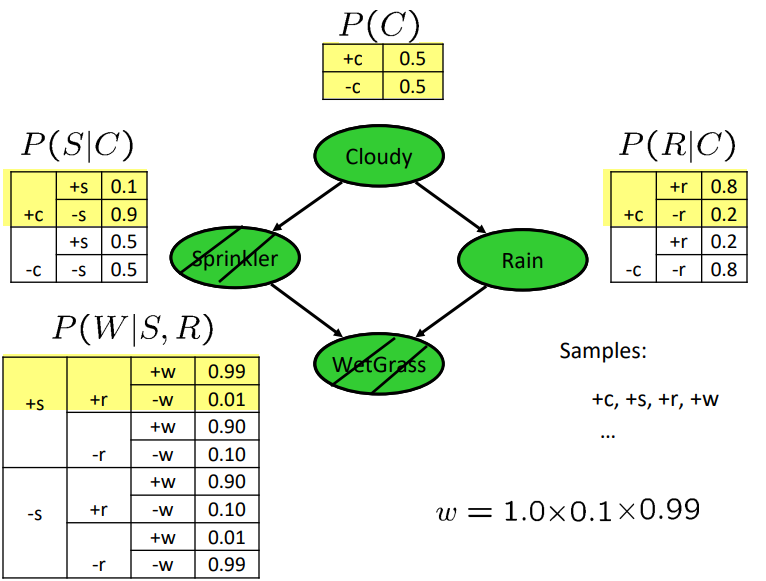 P(C)
+c 0.5
-c 0.5
P(S|C)
+c +s 0.1
-s 0.9
-c +s 0.5
-s 0.5
Cloudy
P(R|C)
+c +r 0.8
-r 0.2
-c +r 0.2
-r 0.8
Sprinkler
Rain
P(W|S, R)
+s +r +w 0.99
-w 0.01
-r +w 0.90
-w 0.10
-s +r +w 0.90
-w 0.10
-r +w 0.01
-w 0.99
WetGrass
Samples:
+c, +s, +r, +w
...
w = 1.0×0.1×0.99